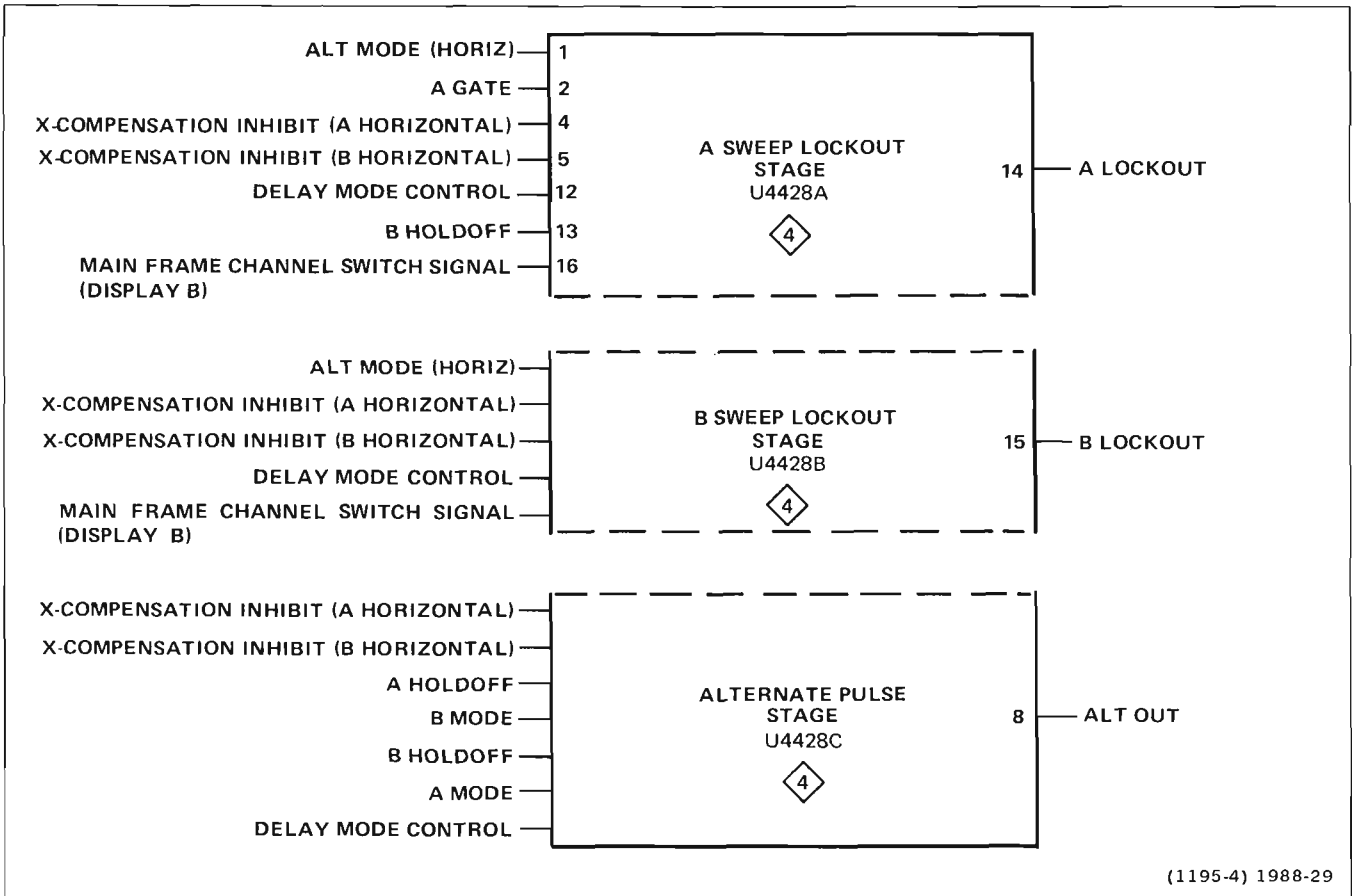 ALT MODE (HORIZ) 1
A GATE 2
X-COMPENSATION INHIBIT (A HORIZONTAL) 4
X-COMPENSATION INHIBIT (B HORIZONTAL) 5
DELAY MODE CONTROL 12
B HOLDOFF 13
MAIN FRAME CHANNEL SWITCH SIGNAL 16
(DISPLAY B)
A SWEEP LOCKOUT
STAGE
U4428A
4
14 A LOCKOUT
ALT MODE (HORIZ)
X-COMPENSATION INHIBIT (A HORIZONTAL)
X-COMPENSATION INHIBIT (B HORIZONTAL)
DELAY MODE CONTROL
MAIN FRAME CHANNEL SWITCH SIGNAL
(DISPLAY B)
B SWEEP LOCKOUT
STAGE
U4428B
4
15 B LOCKOUT
X-COMPENSATION INHIBIT (A HORIZONTAL)
X-COMPENSATION INHIBIT (B HORIZONTAL)
A HOLDOFF
B MODE
B HOLDOFF
A MODE
DELAY MODE CONTROL
ALTERNATE PULSE
STAGE
U4428C
4
8 ALT OUT
(1195-4) 1988-29